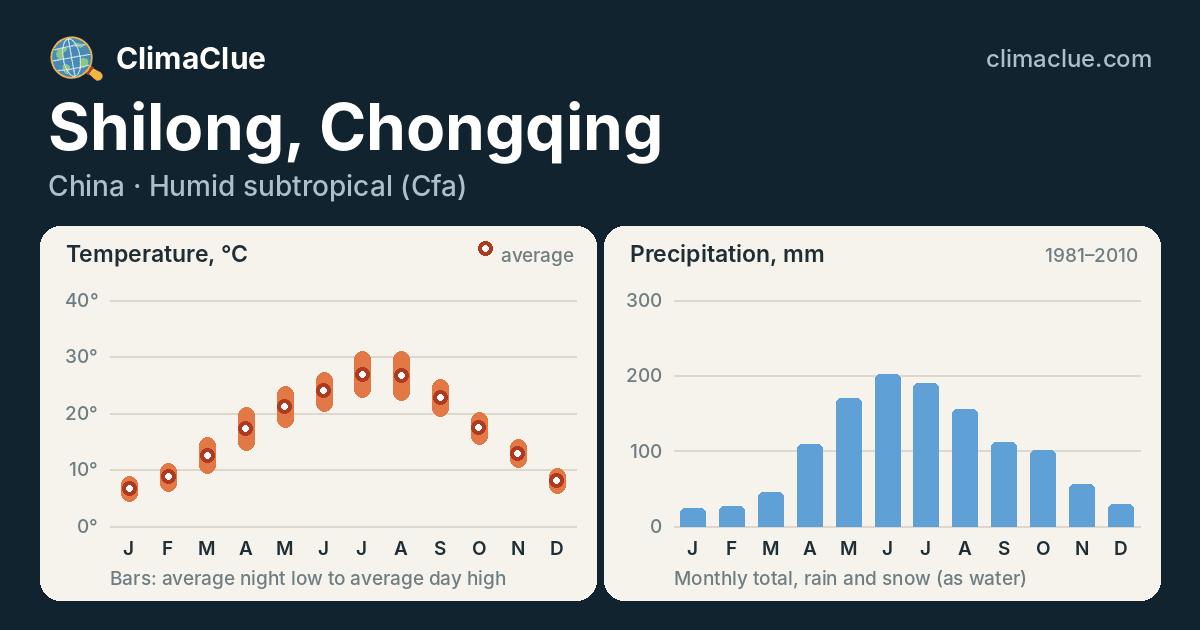 ClimaClue
climaclue.com
Shilong, Chongqing
China · Humid subtropical (Cfa)
Temperature, °C
average
40°
30°
20°
10°
0°
J F M A M J J A S O N D
Bars: average night low to average day high
Precipitation, mm
1981–2010
300
200
100
0
J F M A M J J A S O N D
Monthly total, rain and snow (as water)